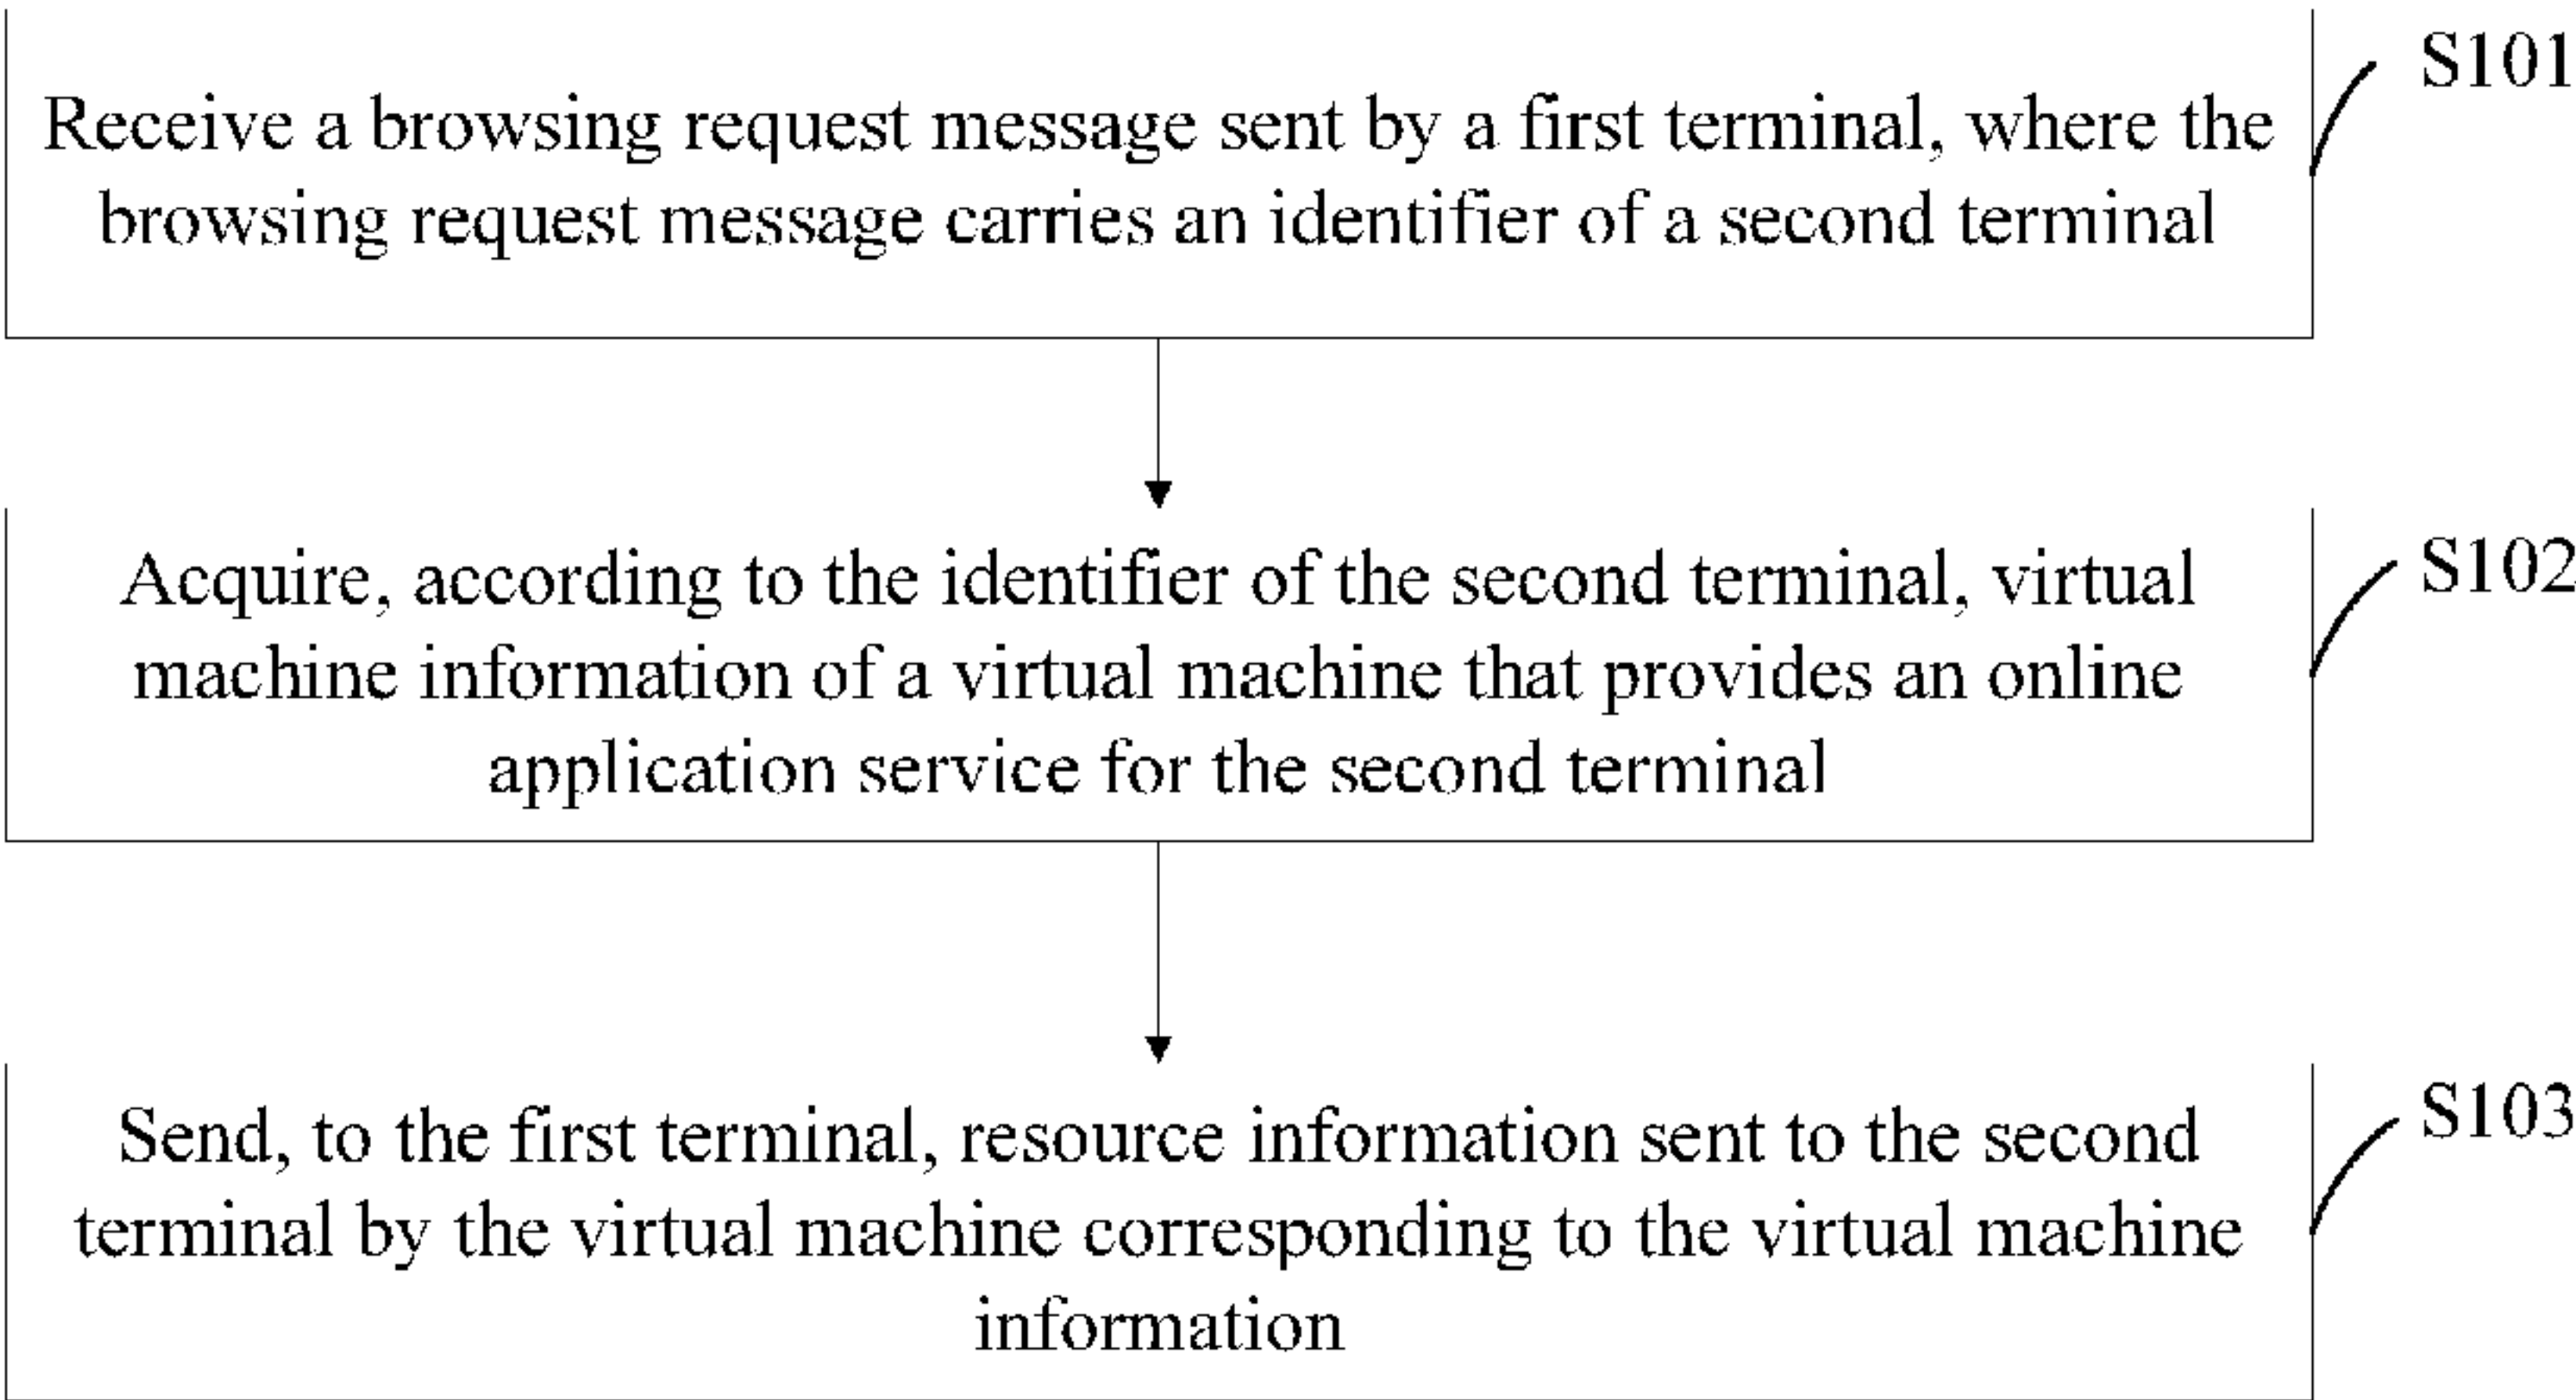 S101
Receive a browsing request message sent by a first terminal, where the
browsing request message carries an identifier of a second terminal
S102
Acquire, according to the identifier of the second terminal, virtual
machine information of a virtual machine that provides an online
application service for the second terminal
S103
Send, to the first terminal, resource information sent to the second
terminal by the virtual machine corresponding to the virtual machine
information